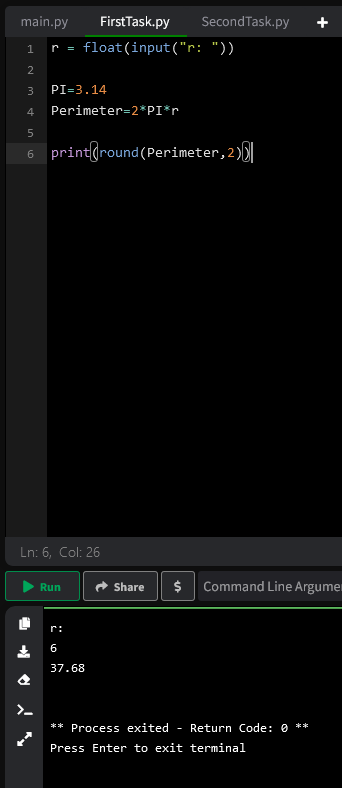 main.py FirstTask.py SecondTask.py +
1 r = float(input("r: "))
2
3 PI=3.14
4 Perimeter=2*PI*r
5
6 print(round(Perimeter,2))
Ln: 6, Col: 26
Run Share $ Command Line Argume
r:
6
37.68
** Process exited - Return Code: 0 **
Press Enter to exit terminal